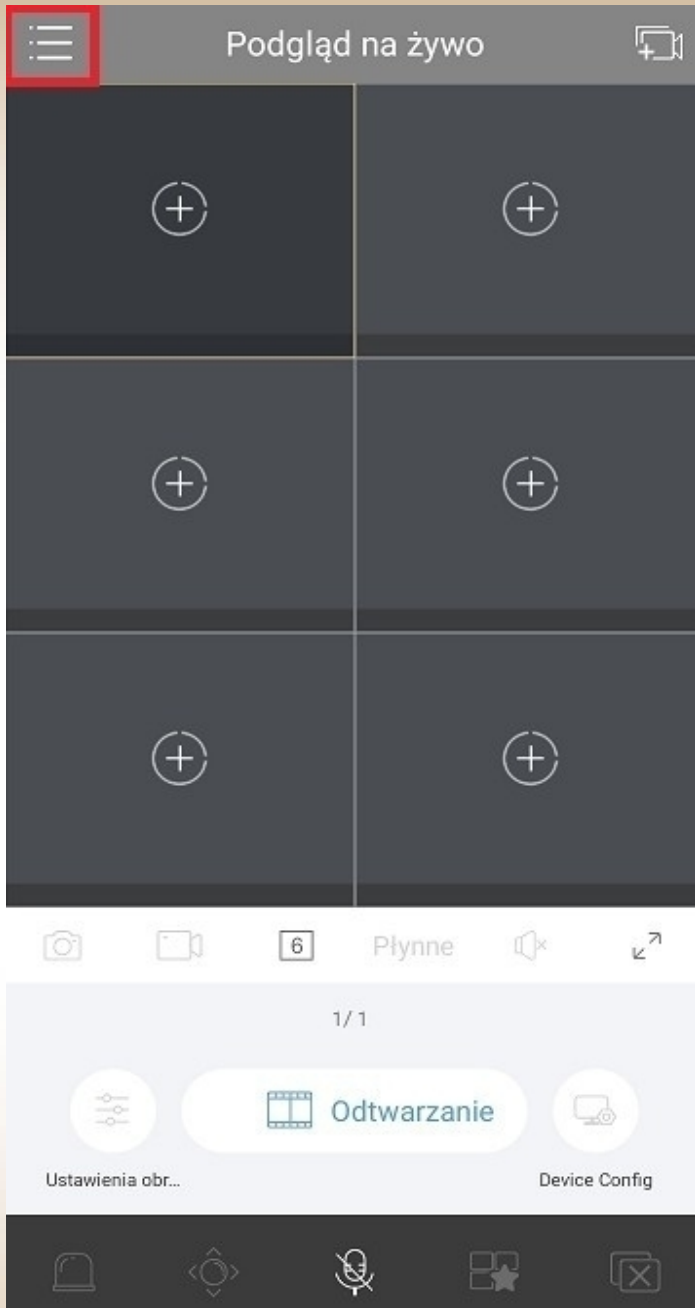 Podgląd na żywo
6
Płynne
1/1
Odtwarzanie
Ustawienia obr...
Device Config